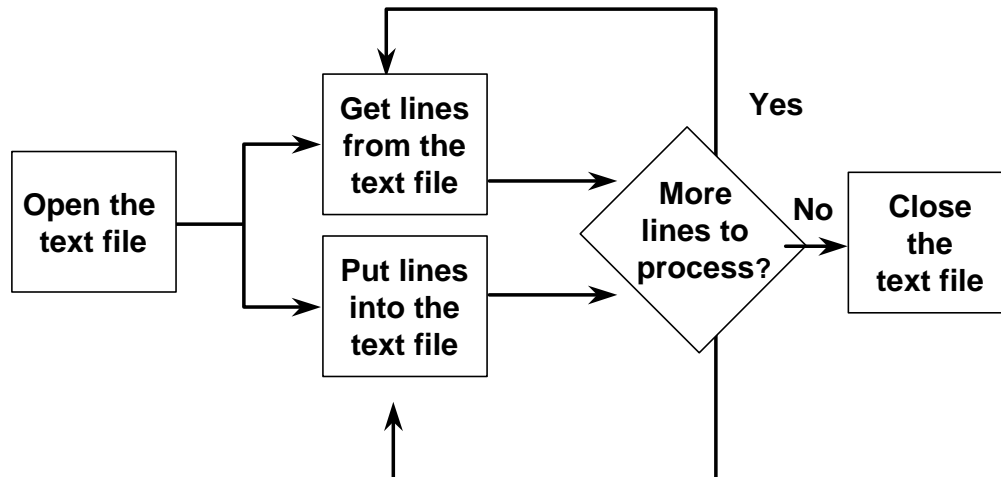 Open the
text file
Get lines
from the
text file
Put lines
into the
text file
More
lines to
process?
Yes
No
Close
the
text file